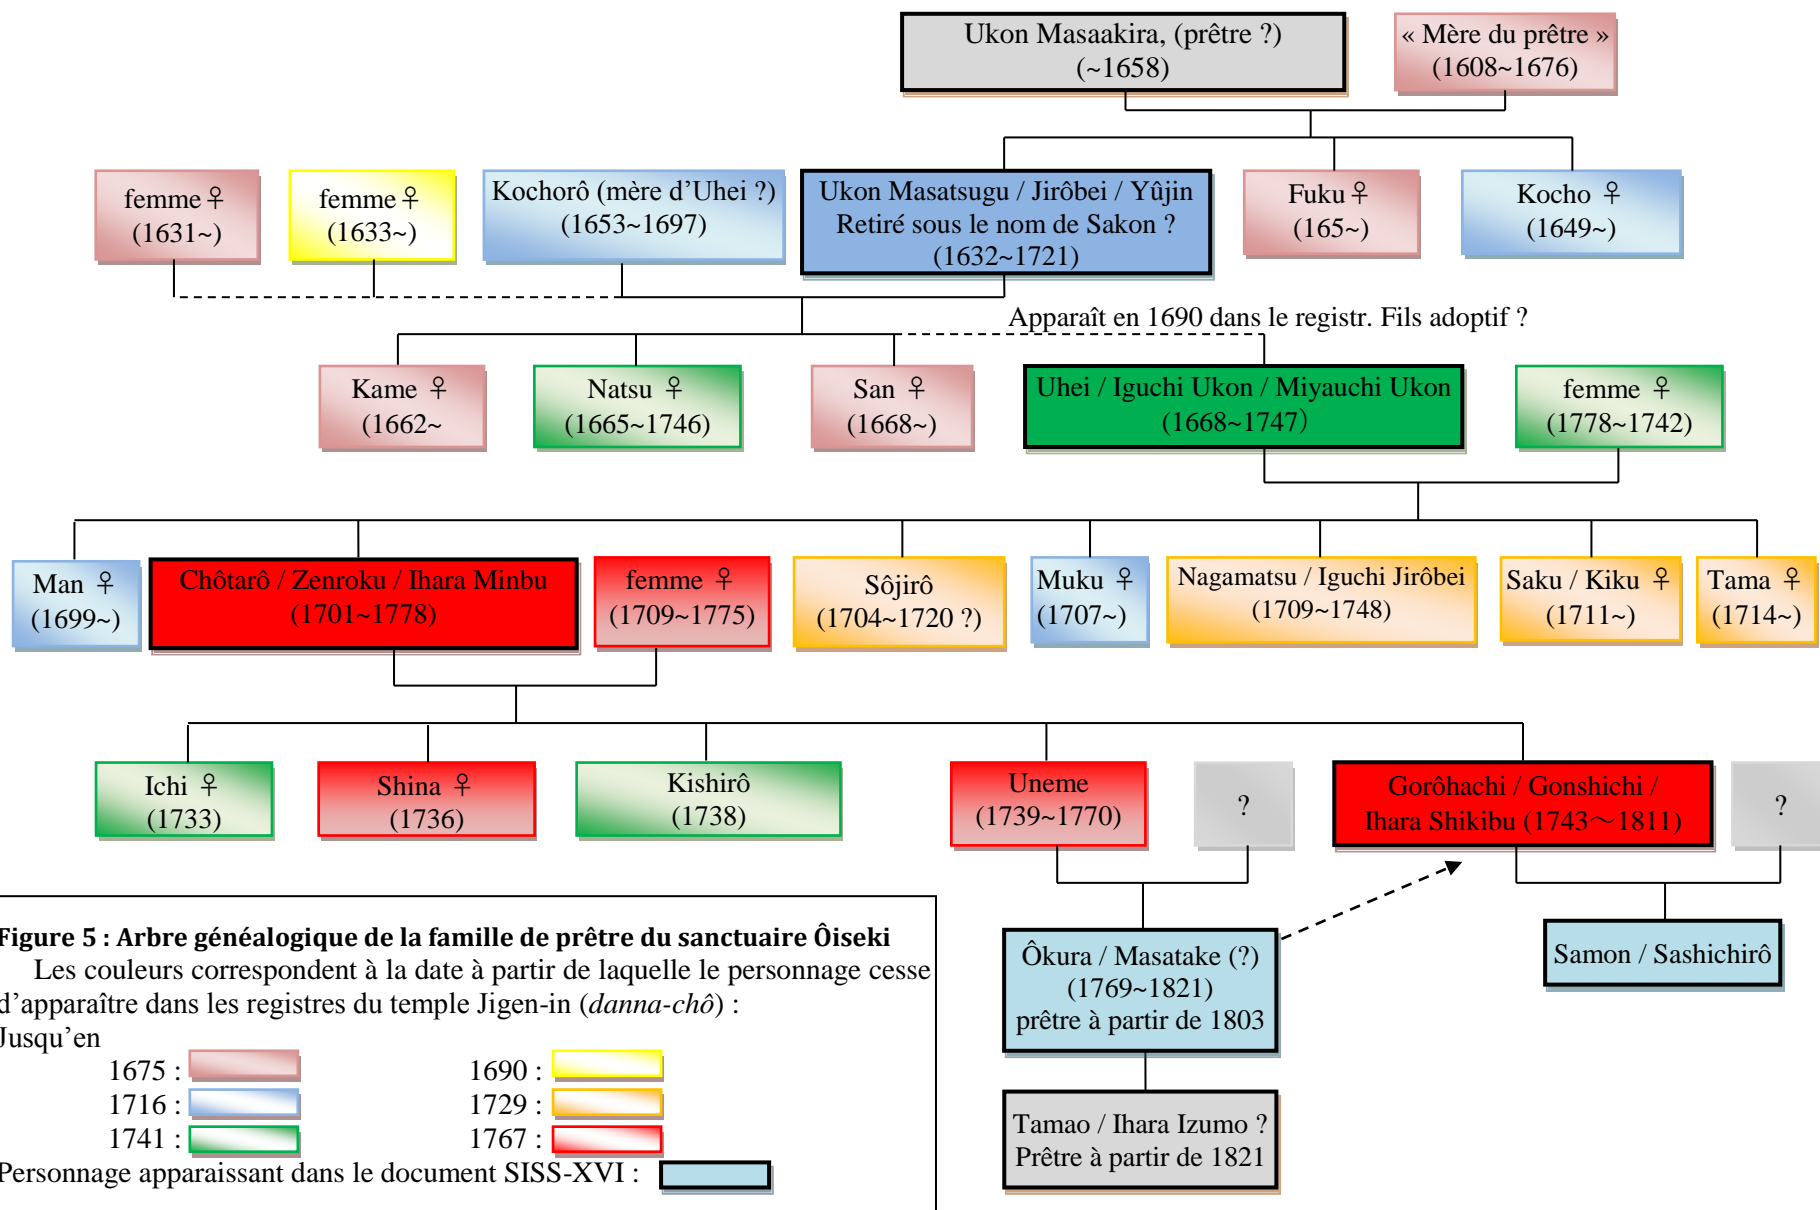 Ukon Masaakira, (prêtre ?)
(~1658)
« Mère du prêtre »
(1608~1676)
femme ♀
(1631~)
femme ♀
(1633~)
Kochorô (mère d'Uhei ?)
(1653~1697)
Ukon Masatsugu / Jirôbei / Yûjin
Retiré sous le nom de Sakon ?
(1632~1721)
Fuku ♀
(165~)
Kocho ♀
(1649~)
Apparaît en 1690 dans le registr. Fils adoptif ?
Kame ♀
(1662~
Natsu ♀
(1665~1746)
San ♀
(1668~)
Uhei / Iguchi Ukon / Miyauchi Ukon
(1668~1747)
femme ♀
(1778~1742)
Man ♀
(1699~)
Chôtarô / Zenroku / Ihara Minbu
(1701~1778)
femme ♀
(1709~1775)
Sôjirô
(1704~1720 ?)
Muku ♀
(1707~)
Nagamatsu / Iguchi Jirôbei
(1709~1748)
Saku / Kiku ♀
(1711~)
Tama ♀
(1714~)
Ichi ♀
(1733)
Shina ♀
(1736)
Kishirô
(1738)
Uneme
(1739~1770)
?
Gorôhachi / Gonshichi /
Ihara Shikibu (1743～1811)
?
Ôkura / Masatake (?)
(1769~1821)
prêtre à partir de 1803
Samon / Sashichirô
Tamao / Ihara Izumo ?
Prêtre à partir de 1821
Figure 5 : Arbre généalogique de la famille de prêtre du sanctuaire Ôiseki
Les couleurs correspondent à la date à partir de laquelle le personnage cesse
d'apparaître dans les registres du temple Jigen-in (danna-chô) :
Jusqu'en
1675 :
1690 :
1716 :
1729 :
1741 :
1767 :
Personnage apparaissant dans le document SISS-XVI :